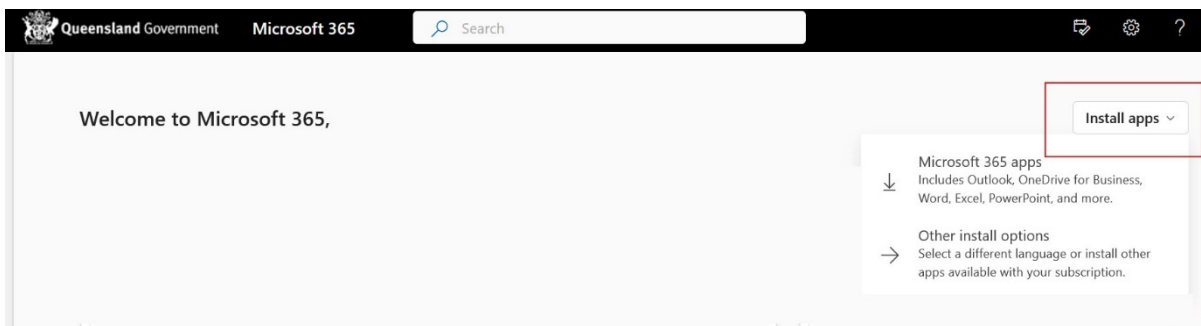 Queensland Government Microsoft 365 Search ?
Welcome to Microsoft 365,
Install apps
Microsoft 365 apps
Includes Outlook, OneDrive for Business,
Word, Excel, PowerPoint, and more.
Other install options
Select a different language or install other
apps available with your subscription.